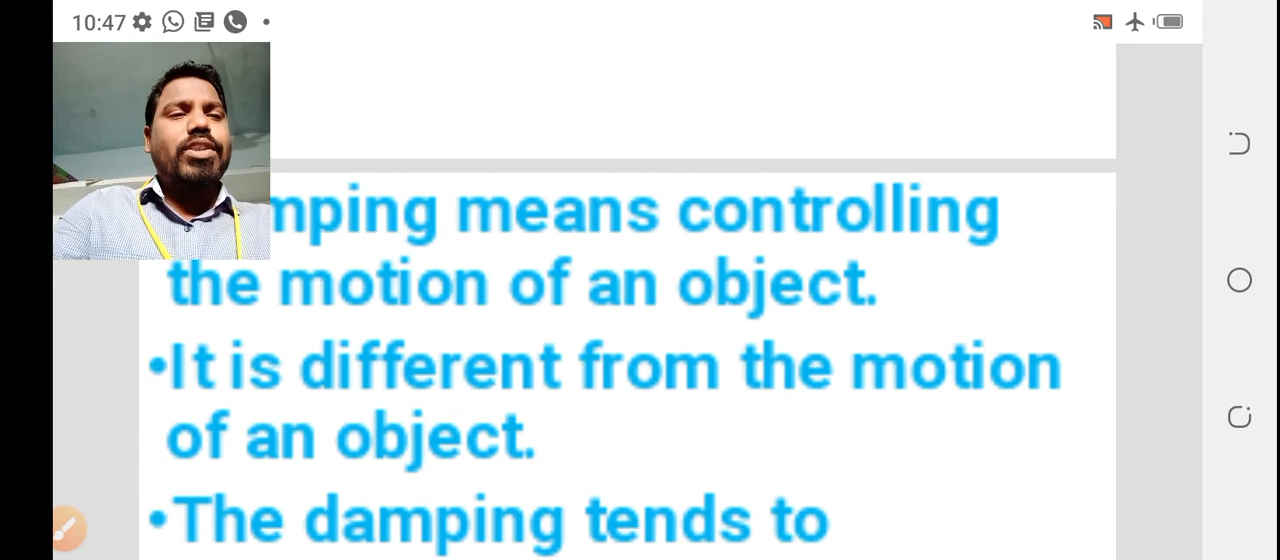 10:47
mping means controlling
the motion of an object.
•It is different from the motion
of an object.
•The damping tends to